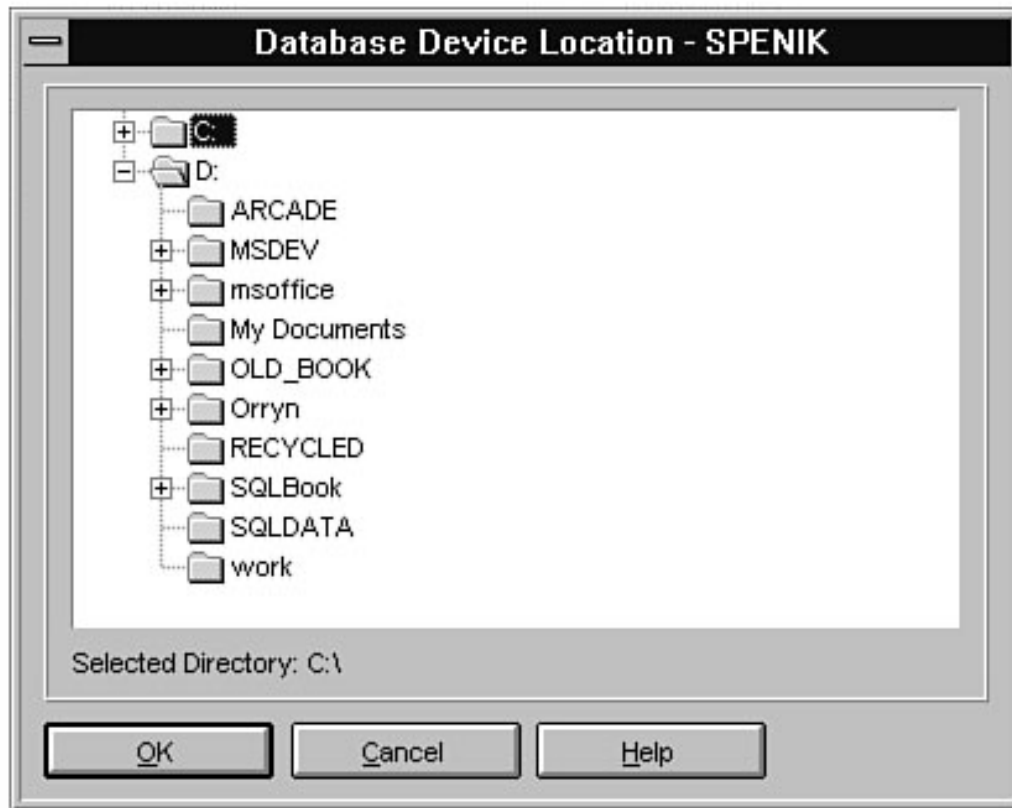 Database Device Location - SPENIK
C:
D:
ARCADE
MSDEV
msoffice
My Documents
OLD_BOOK
Orryn
RECYCLED
SQLBook
SQLDATA
work
Selected Directory: C:\
OK Cancel Help